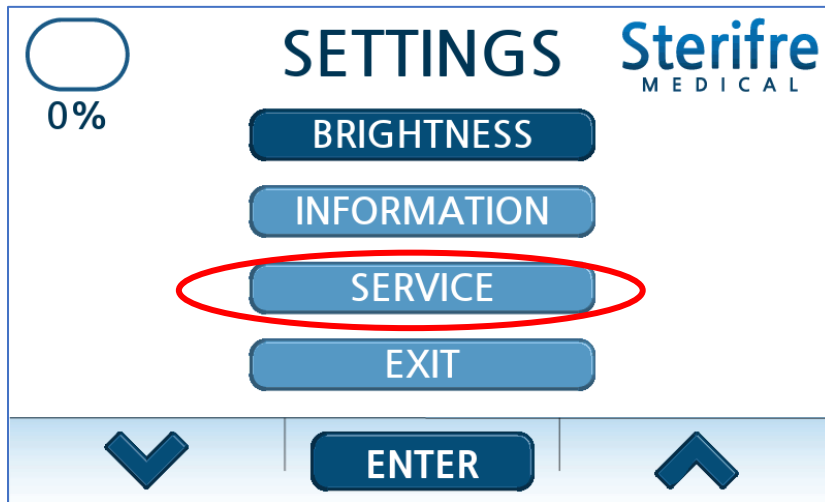 SETTINGS
Sterifre
MEDICAL
0%
BRIGHTNESS
INFORMATION
SERVICE
EXIT
ENTER